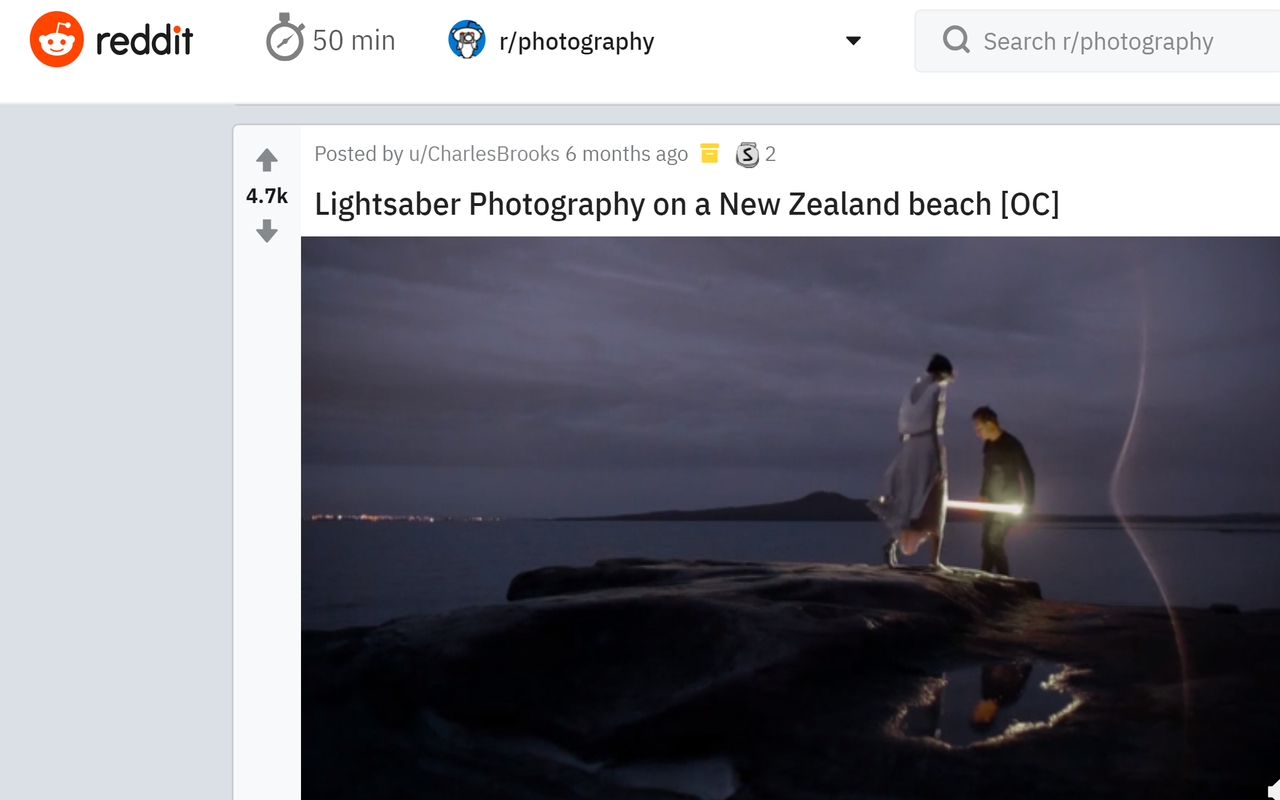 reddit 50 min r/photography Search r/photography
Posted by u/CharlesBrooks 6 months ago S 2
4.7k
Lightsaber Photography on a New Zealand beach [OC]